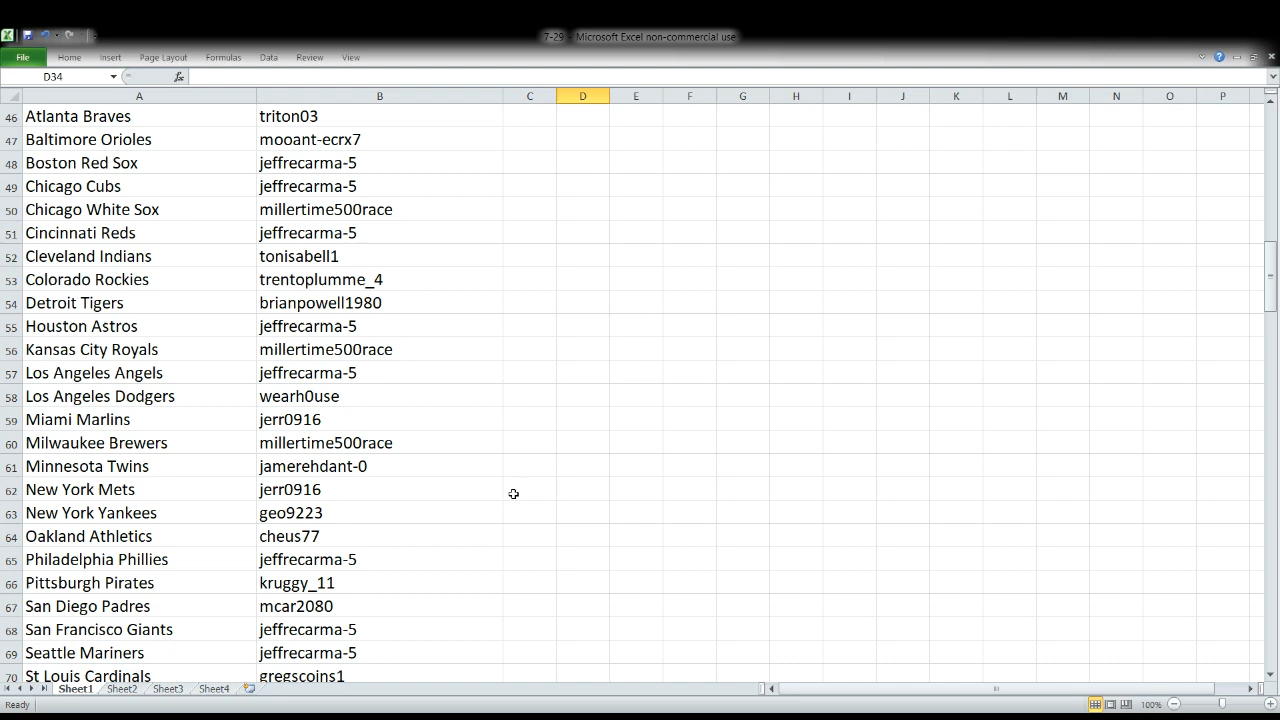 7-29 - Microsoft Excel non-commercial use
File Home Insert Page Layout Formulas Data Review View
D34 fx
A B C D E F G H I J K L M N O P
46 Atlanta Braves triton03
47 Baltimore Orioles mooant-ecrx7
48 Boston Red Sox jeffrecarma-5
49 Chicago Cubs jeffrecarma-5
50 Chicago White Sox millertime500race
51 Cincinnati Reds jeffrecarma-5
52 Cleveland Indians tonisabell1
53 Colorado Rockies trentoplumme_4
54 Detroit Tigers brianpowell1980
55 Houston Astros jeffrecarma-5
56 Kansas City Royals millertime500race
57 Los Angeles Angels jeffrecarma-5
58 Los Angeles Dodgers wearh0use
59 Miami Marlins jerr0916
60 Milwaukee Brewers millertime500race
61 Minnesota Twins jamerehdant-0
62 New York Mets jerr0916
63 New York Yankees geo9223
64 Oakland Athletics cheus77
65 Philadelphia Phillies jeffrecarma-5
66 Pittsburgh Pirates kruggy_11
67 San Diego Padres mcar2080
68 San Francisco Giants jeffrecarma-5
69 Seattle Mariners jeffrecarma-5
70 St Louis Cardinals gregscoins1
Sheet1 Sheet2 Sheet3 Sheet4
Ready 100%